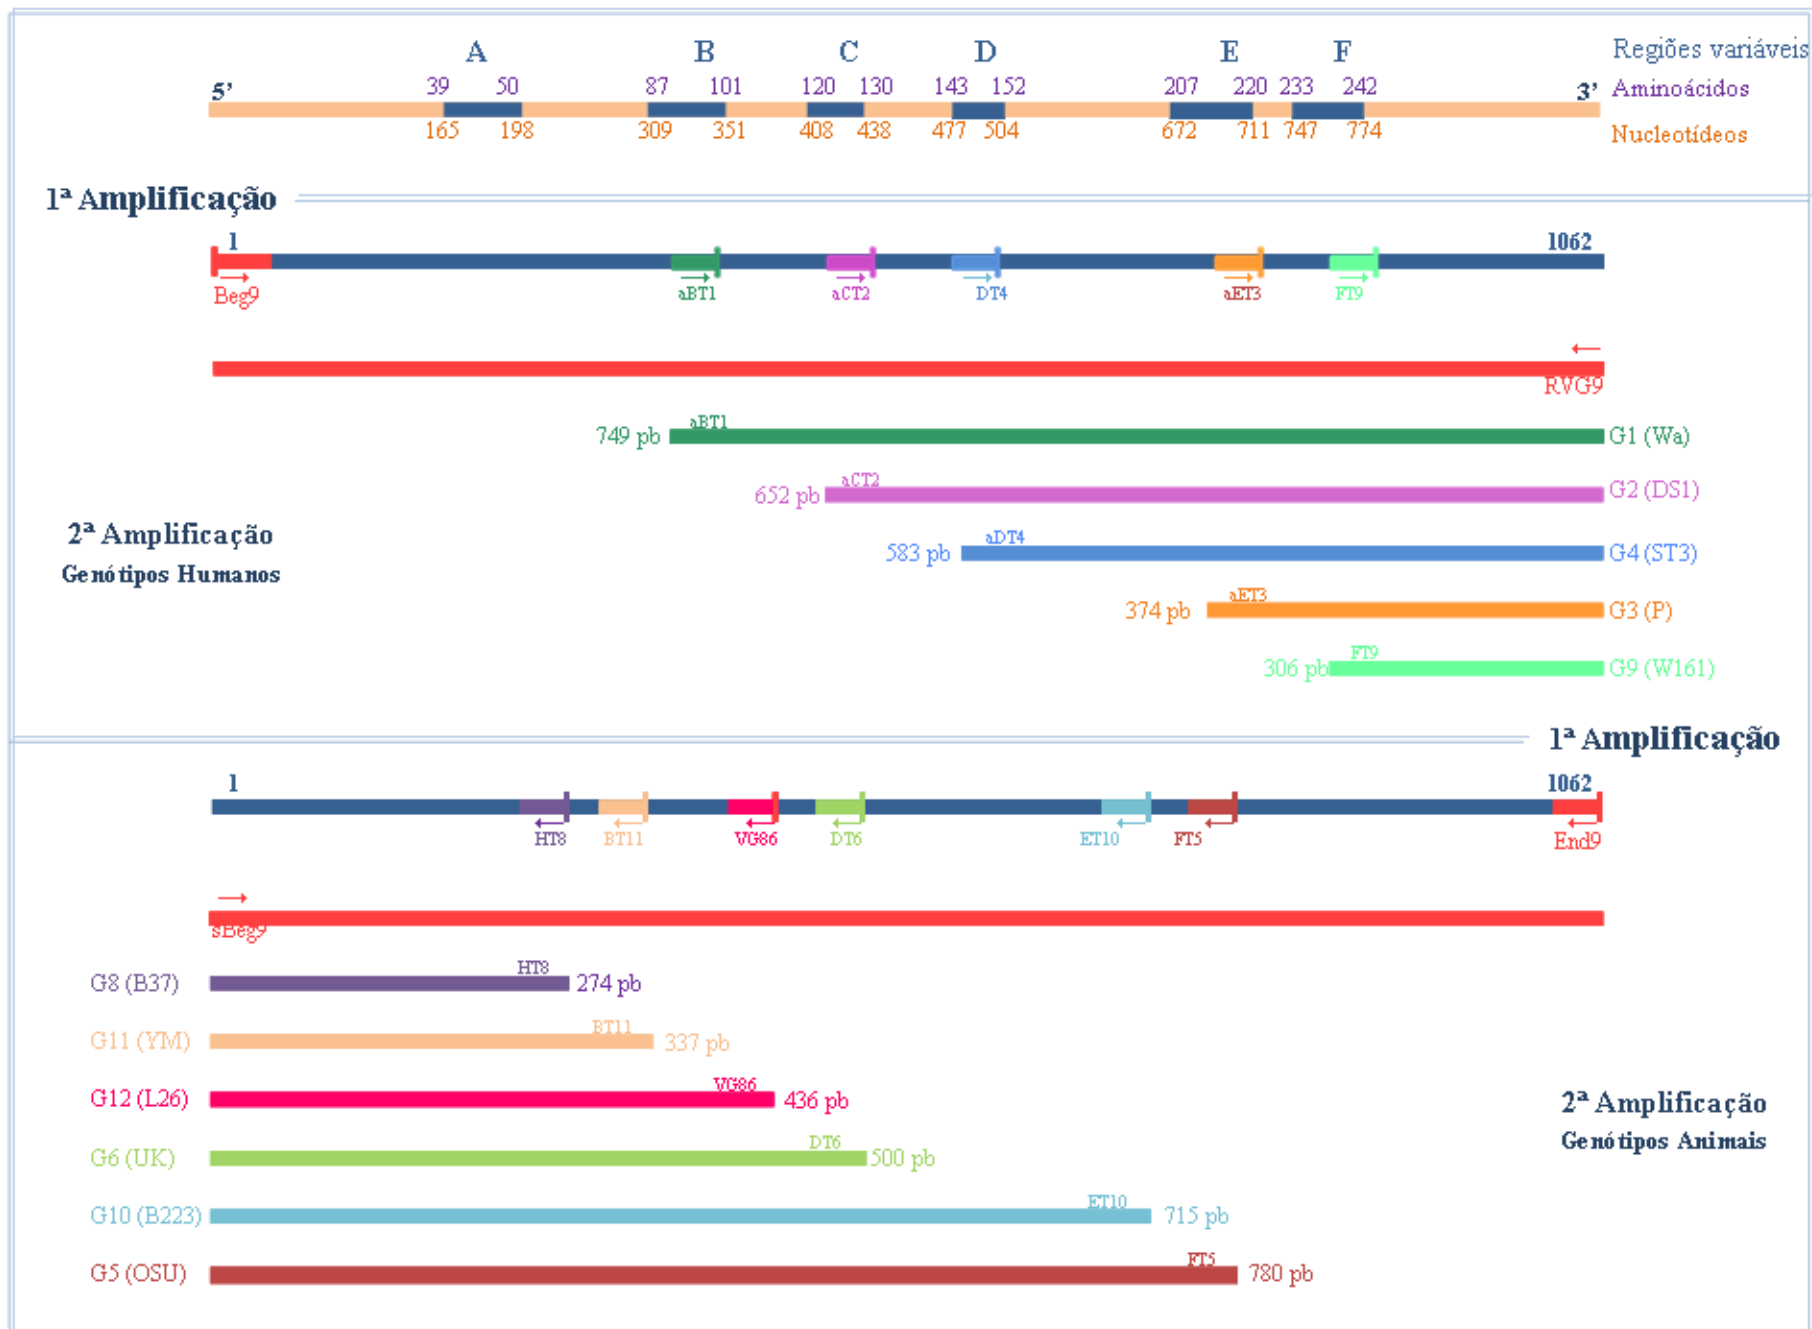 A B C D E F Regiões variáveis
39 50 87 101 120 130 143 152 207 220 233 242 Aminoácidos
5’ 3’
165 198 309 351 408 438 477 504 672 711 747 774 Nucleotídeos
1ª Amplificação
1 1062
Beg9 aBT1 aCT2 DT4 aET3 FT9
RVG9
aBT1
749 pb G1 (Wa)
aCT2
652 pb G2 (DS1)
2ª Amplificação
Genótipos Humanos
aDT4
583 pb G4 (ST3)
aET3
374 pb G3 (P)
FT9
306 pb G9 (W161)
1ª Amplificação
1 1062
HT8 BT11 VG86 DT6 ET10 FT5 End9
sBeg9
HT8
G8 (B37) 274 pb
BT11
G11 (YM) 337 pb
VG86
G12 (L26) 436 pb
2ª Amplificação
Genótipos Animais
DT6
G6 (UK) 500 pb
ET10
G10 (B223) 715 pb
FT5
G5 (OSU) 780 pb